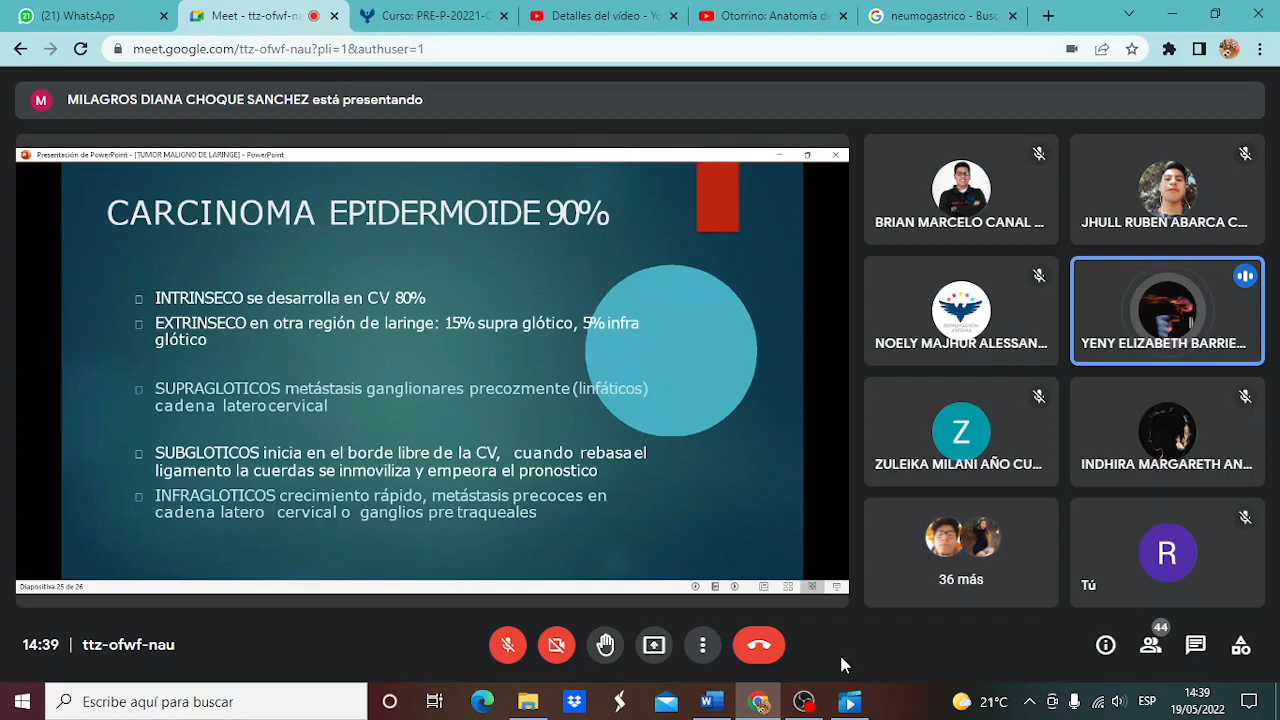 (21) WhatsApp
Meet - ttz-ofwf-na
Curso: PRE-P-20221-C
Detalles del vídeo - Yo
Otorrino: Anatomía de
neumogastrico - Busc
meet.google.com/ttz-ofwf-nau?pli=1&authuser=1
M
MILAGROS DIANA CHOQUE SANCHEZ está presentando
Presentación de PowerPoint - [TUMOR MALIGNO DE LARINGE] - PowerPoint
CARCINOMA EPIDERMOIDE 90%
INTRINSECO se desarrolla en CV 80%
EXTRINSECO en otra región de laringe: 15% supra glótico, 5% infra
glótico
SUPRAGLOTICOS metástasis ganglionares precozmente (linfáticos)
cadena laterocervical
SUBGLOTICOS inicia en el borde libre de la CV, cuando rebasa el
ligamento la cuerdas se inmoviliza y empeora el pronostico
INFRAGLOTICOS crecimiento rápido, metástasis precoces en
cadena latero cervical o ganglios pre traqueales
Diapositiva 25 de 26
BRIAN MARCELO CANAL ...
JHULL RUBEN ABARCA C...
RENOVACIÓN
NOELY MAJHUR ALESSAN...
YENY ELIZABETH BARRIE...
Z
ZULEIKA MILANI AÑO CU...
INDHIRA MARGARETH AN...
36 más
R
Tú
14:39 | ttz-ofwf-nau
44
Escribe aquí para buscar
21°C
ESP
14:39
19/05/2022